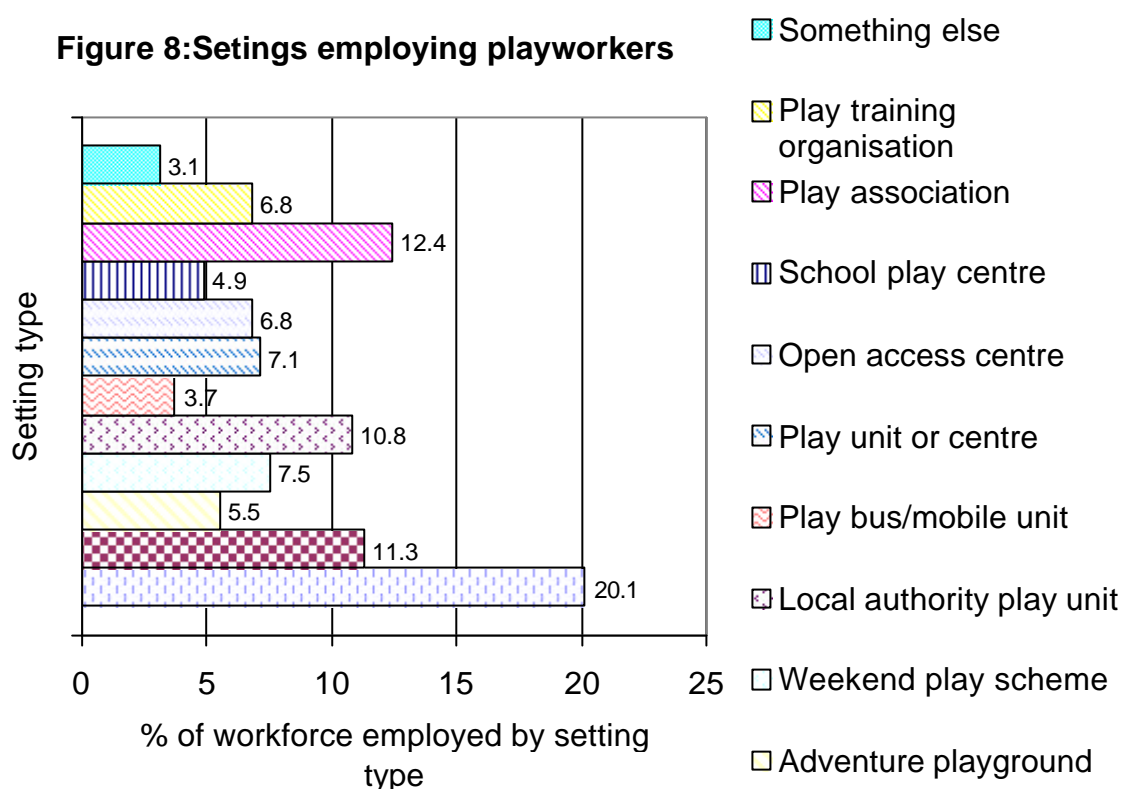 Figure 8:Setings employing playworkers
Setting type
3.1
6.8
12.4
4.9
6.8
7.1
3.7
10.8
7.5
5.5
11.3
20.1
0 5 10 15 20 25
% of workforce employed by setting
type
Something else
Play training
organisation
Play association
School play centre
Open access centre
Play unit or centre
Play bus/mobile unit
Local authority play unit
Weekend play scheme
Adventure playground